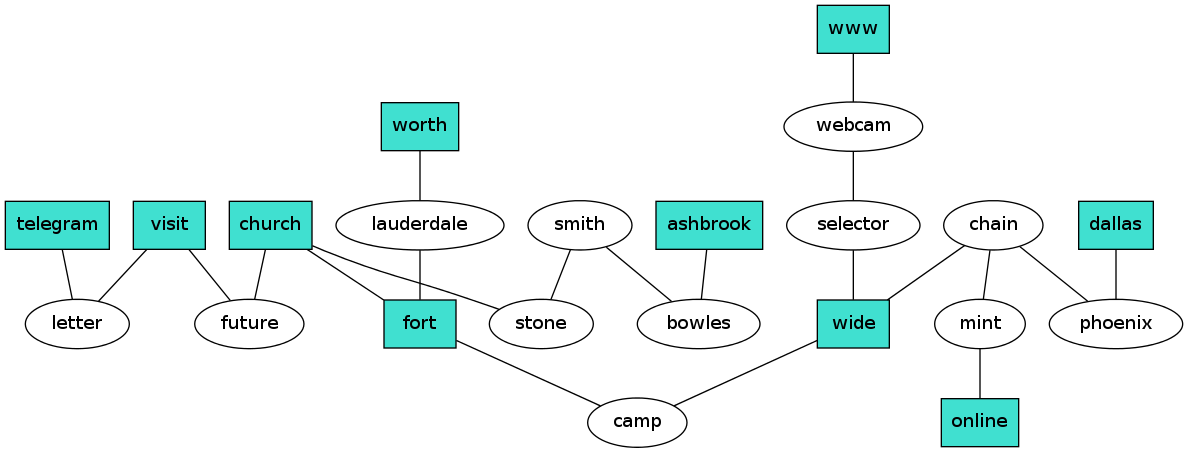 www
worth
webcam
telegram
visit
church
lauderdale
smith
ashbrook
selector
chain
dallas
letter
future
fort
stone
bowles
wide
mint
phoenix
camp
online